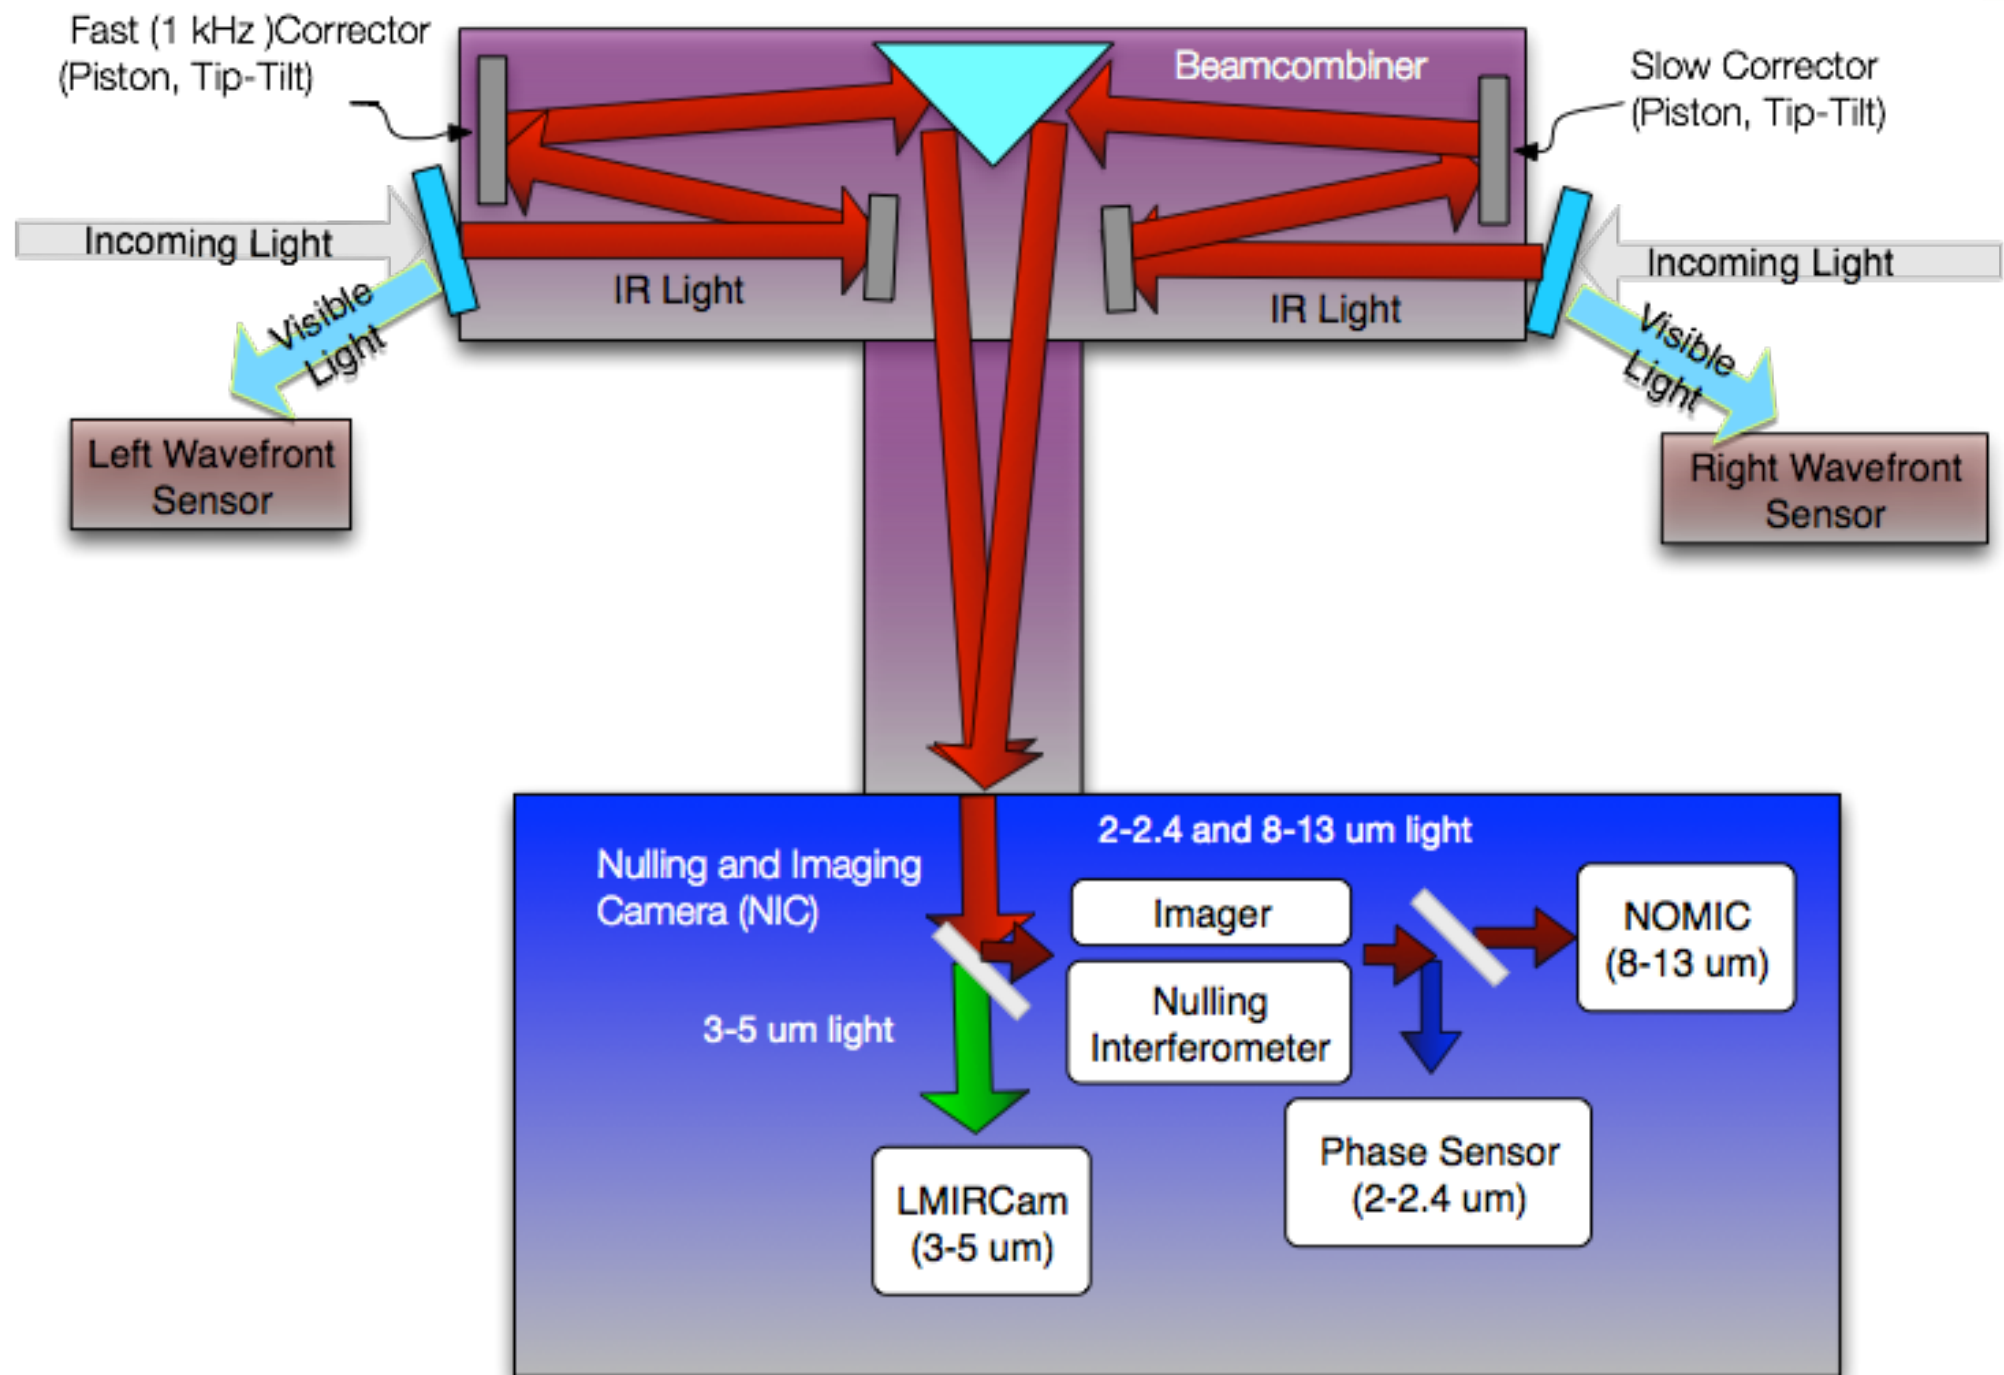 Fast (1 kHz )Corrector
(Piston, Tip-Tilt)
Beamcombiner
Slow Corrector
(Piston, Tip-Tilt)
Incoming Light
IR Light
IR Light
Incoming Light
Visible
Light
Visible
Light
Left Wavefront
Sensor
Right Wavefront
Sensor
2-2.4 and 8-13 um light
Nulling and Imaging
Camera (NIC)
Imager
NOMIC
(8-13 um)
Nulling
Interferometer
3-5 um light
Phase Sensor
(2-2.4 um)
LMIRCam
(3-5 um)